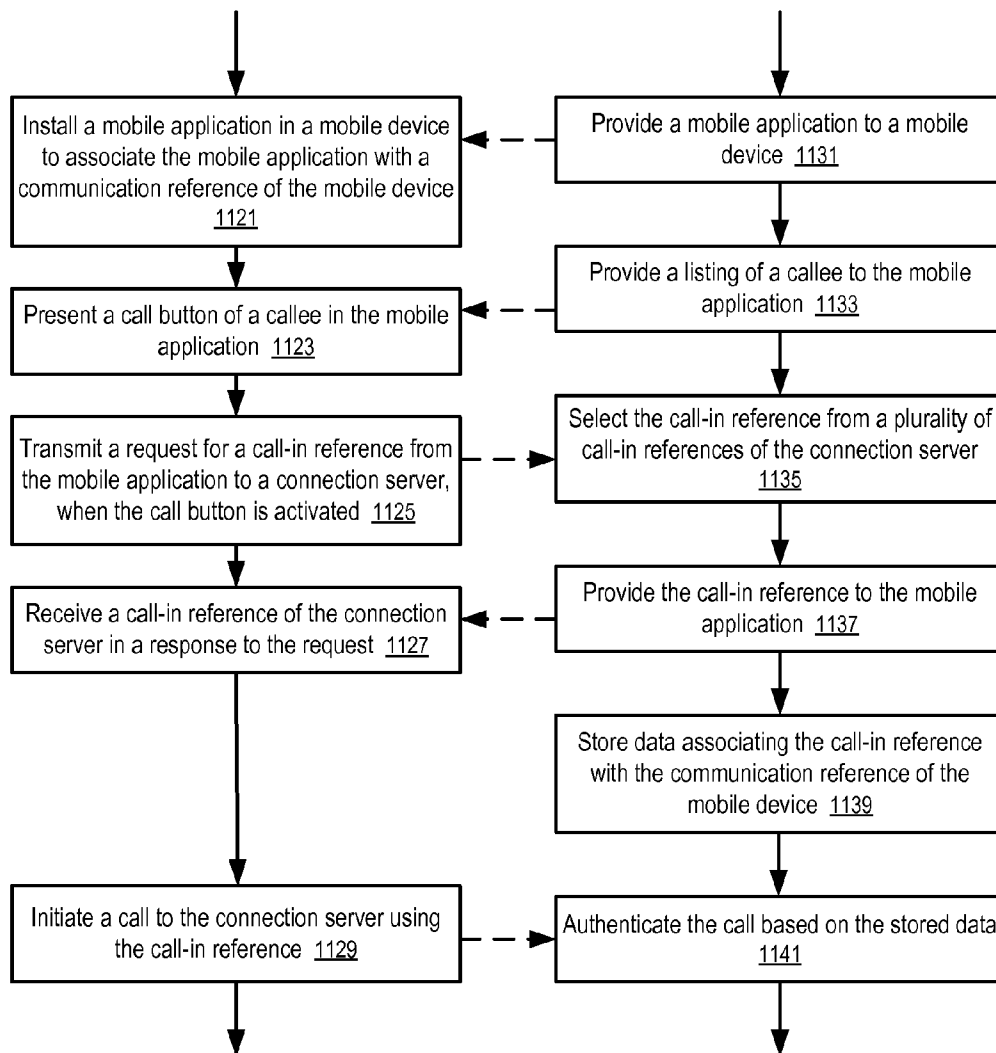 Install a mobile application in a mobile device
to associate the mobile application with a
communication reference of the mobile device
1121
Present a call button of a callee in the mobile
application 1123
Transmit a request for a call-in reference from
the mobile application to a connection server,
when the call button is activated 1125
Receive a call-in reference of the connection
server in a response to the request 1127
Initiate a call to the connection server using
the call-in reference 1129
Provide a mobile application to a mobile
device 1131
Provide a listing of a callee to the mobile
application 1133
Select the call-in reference from a plurality of
call-in references of the connection server
1135
Provide the call-in reference to the mobile
application 1137
Store data associating the call-in reference
with the communication reference of the
mobile device 1139
Authenticate the call based on the stored data
1141